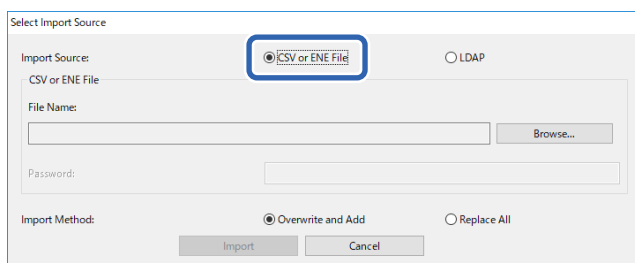 Select Import Source
Import Source: CSV or ENE File LDAP
CSV or ENE File
File Name:
Browse...
Password:
Import Method: Overwrite and Add Replace All
Import Cancel